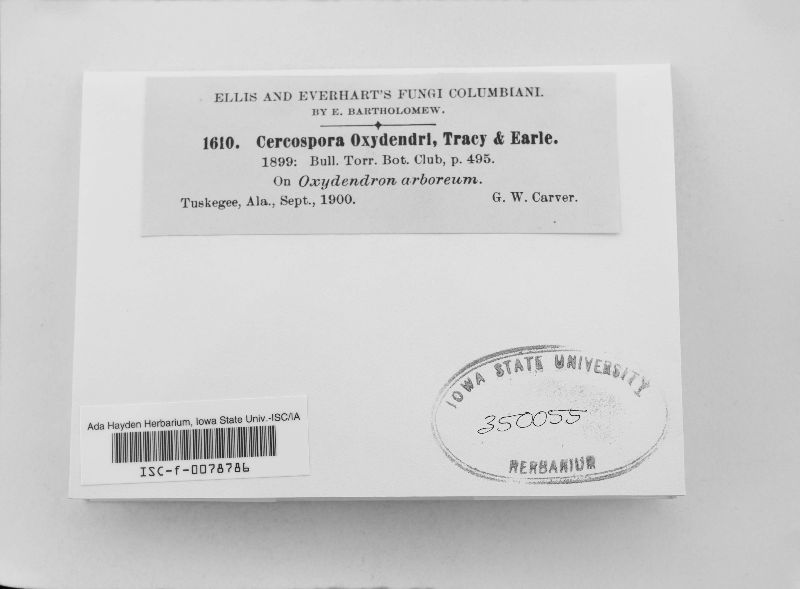 ELLIS AND EVERHART'S FUNGI COLUMBIANI.
BY E. BARTHOLOMEW.
1610. Cercospora Oxydendri, Tracy & Earle.
1899: Bull. Torr. Bot. Club, p. 495.
On Oxydendron arboreum.
Tuskegee, Ala., Sept., 1900. G. W. Carver.
IOWA STATE UNIVERSITY
350055
HERBARIUM
Ada Hayden Herbarium, Iowa State Univ.-ISC/IA
ISC-f-0078786